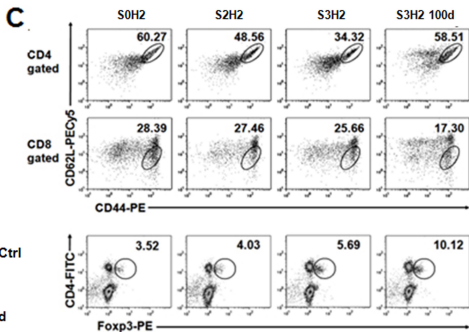 C
S0H2 S2H2 S3H2 S3H2 100d
CD4 gated
60.27 48.56 34.32 58.51
CD8 gated
28.39 27.46 25.66 17.30
CD62L-PECy5
CD44-PE
Ctrl
3.52 4.03 5.69 10.12
CD4-FITC
d
Foxp3-PE